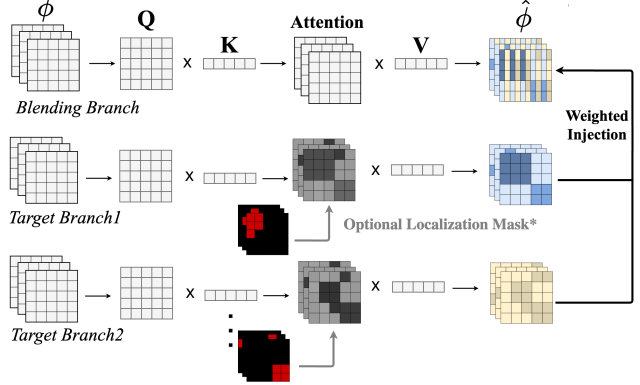 ϕ
Q
K
Attention
V
ϕ̂
x
x
Blending Branch
Weighted
Injection
x
x
Target Branch1
Optional Localization Mask*
x
x
Target Branch2